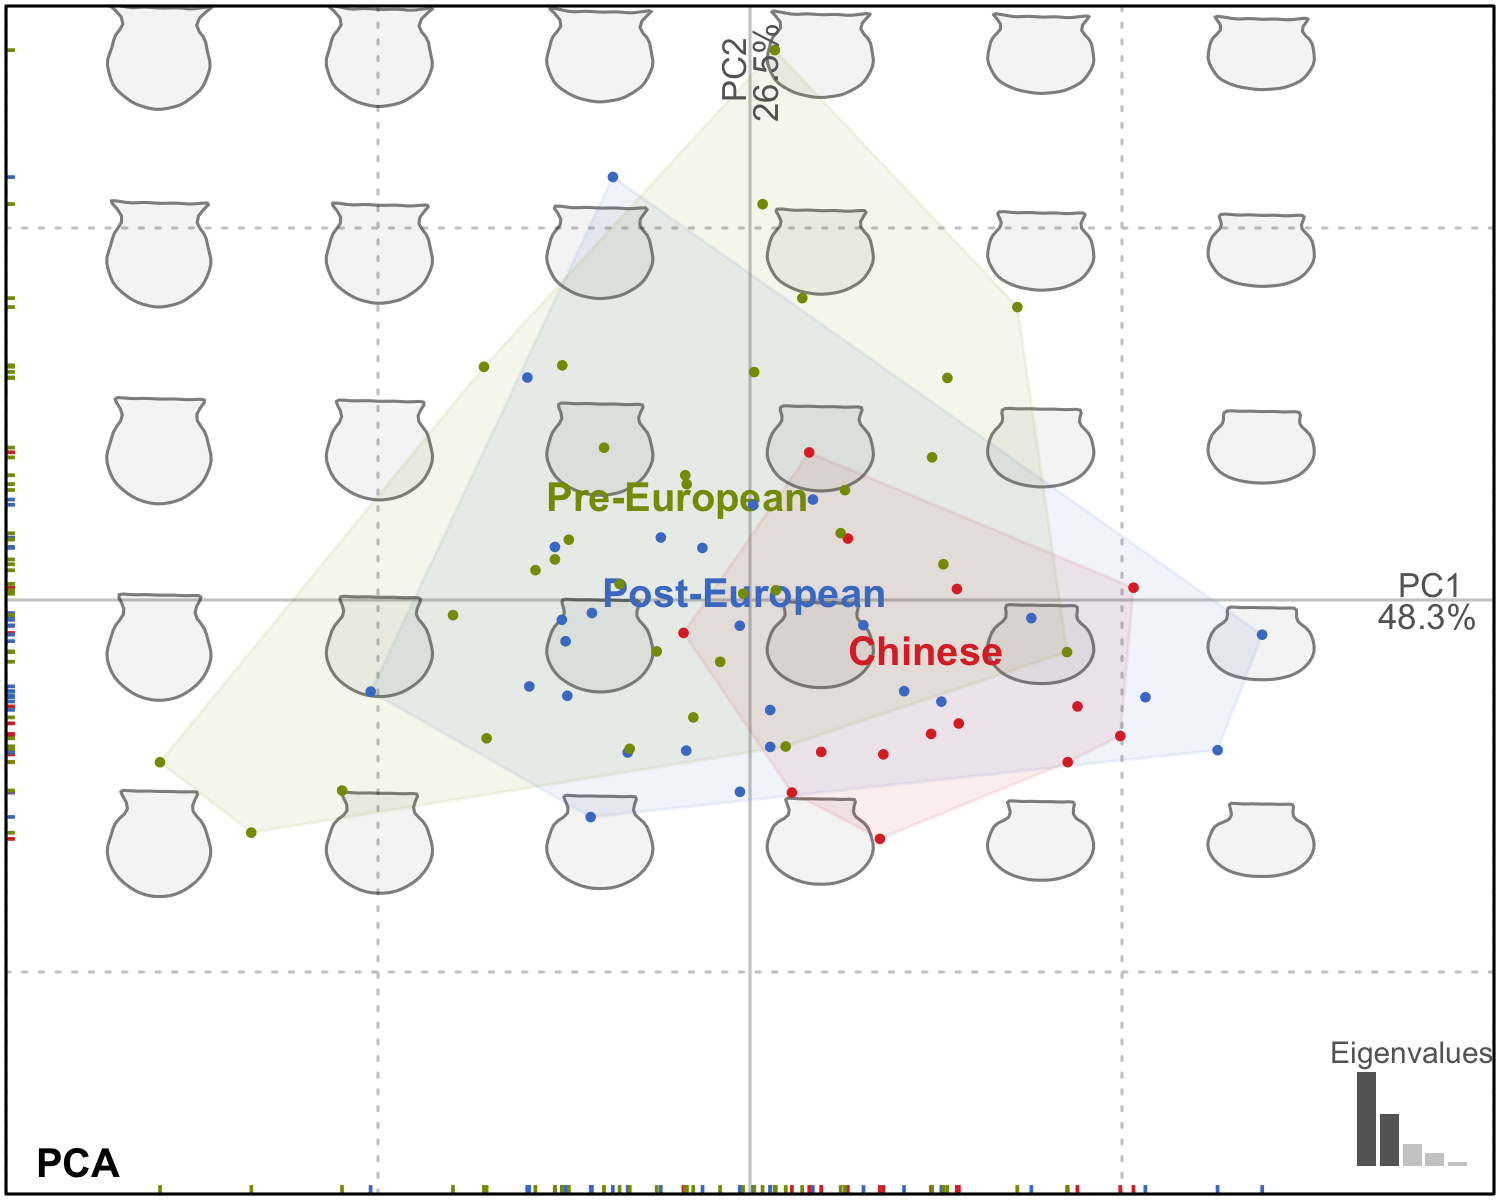 PC2
26.5%
Pre-European
Post-European
Chinese
PC1
48.3%
Eigenvalues
PCA